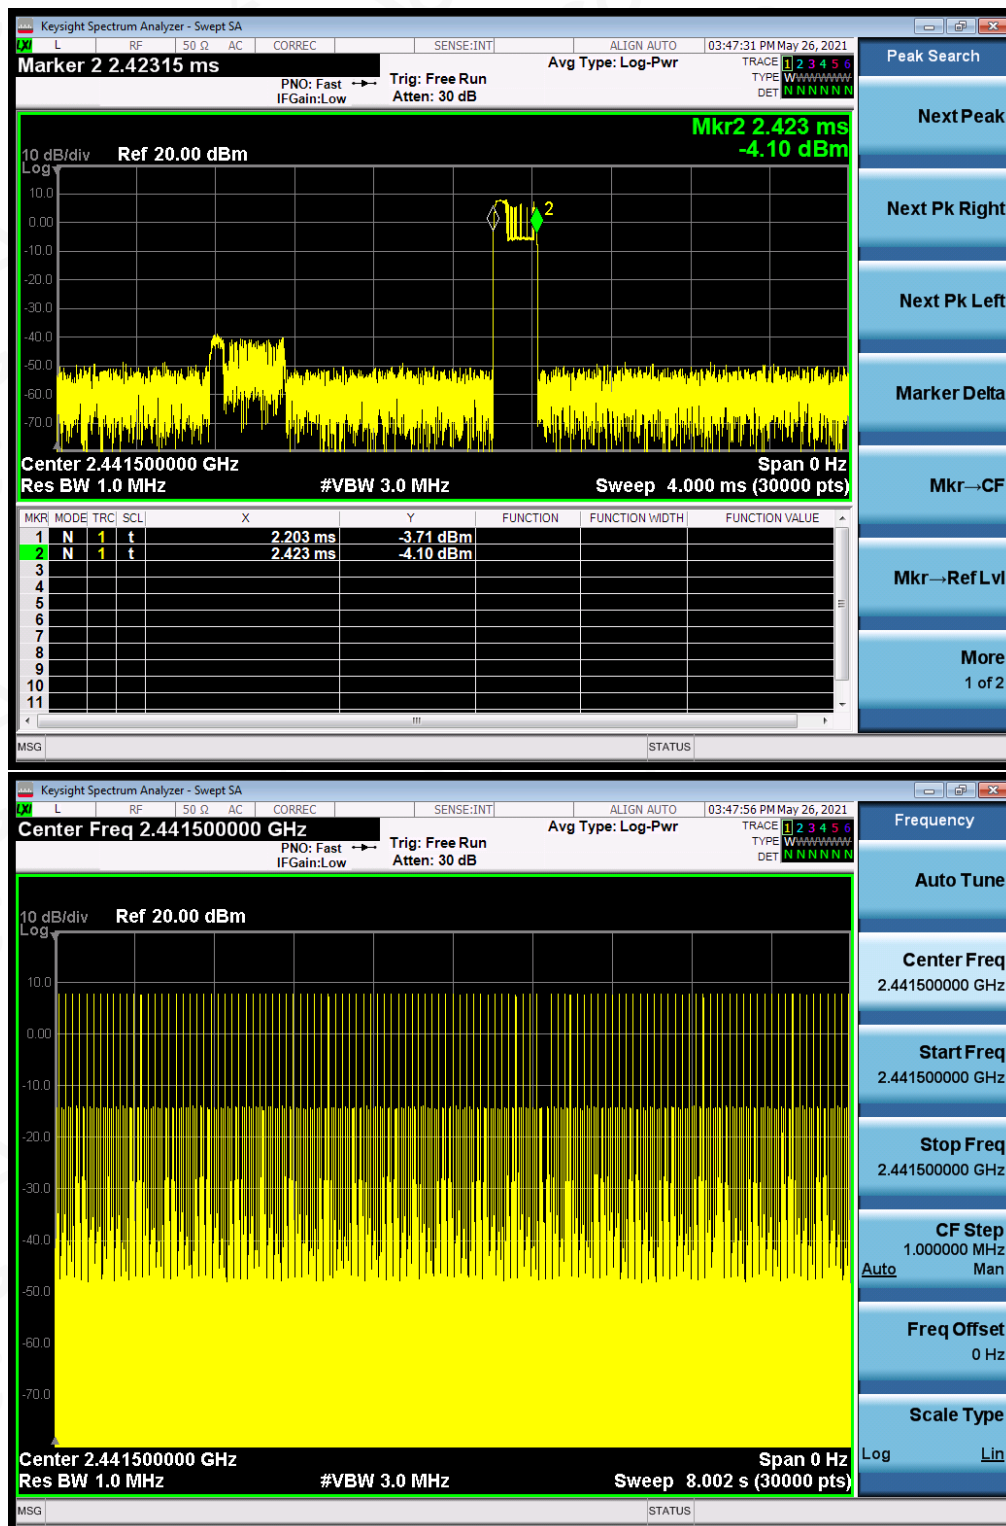 Keysight Spectrum Analyzer - Swept SA
LXI L RF 50 Ω AC CORREC SENSE:INT ALIGN AUTO 03:47:31 PM May 26, 2021
Marker 2 2.42315 ms
PNO: Fast
IFGain:Low
Trig: Free Run
Atten: 30 dB
Avg Type: Log-Pwr
TRACE 1 2 3 4 5 6
TYPE W W W W W W
DET N N N N N N
Mkr2 2.423 ms
-4.10 dBm
10 dB/div Ref 20.00 dBm
Log
10.0
0.00
-10.0
-20.0
-30.0
-40.0
-50.0
-60.0
-70.0
2
Center 2.441500000 GHz Span 0 Hz
Res BW 1.0 MHz #VBW 3.0 MHz Sweep 4.000 ms (30000 pts)
MKR MODE TRC SCL X Y FUNCTION FUNCTION WIDTH FUNCTION VALUE
1 N 1 t 2.203 ms -3.71 dBm
2 N 1 t 2.423 ms -4.10 dBm
3
4
5
6
7
8
9
10
11
MSG STATUS
Peak Search
Next Peak
Next Pk Right
Next Pk Left
Marker Delta
Mkr→CF
Mkr→Ref Lvl
More
1 of 2
Keysight Spectrum Analyzer - Swept SA
LXI L RF 50 Ω AC CORREC SENSE:INT ALIGN AUTO 03:47:56 PM May 26, 2021
Center Freq 2.441500000 GHz
PNO: Fast
IFGain:Low
Trig: Free Run
Atten: 30 dB
Avg Type: Log-Pwr
TRACE 1 2 3 4 5 6
TYPE W W W W W W
DET N N N N N N
10 dB/div Ref 20.00 dBm
Log
10.0
0.00
-10.0
-20.0
-30.0
-40.0
-50.0
-60.0
-70.0
Center 2.441500000 GHz Span 0 Hz
Res BW 1.0 MHz #VBW 3.0 MHz Sweep 8.002 s (30000 pts)
MSG STATUS
Frequency
Auto Tune
Center Freq
2.441500000 GHz
Start Freq
2.441500000 GHz
Stop Freq
2.441500000 GHz
CF Step
1.000000 MHz
Auto Man
Freq Offset
0 Hz
Scale Type
Log Lin